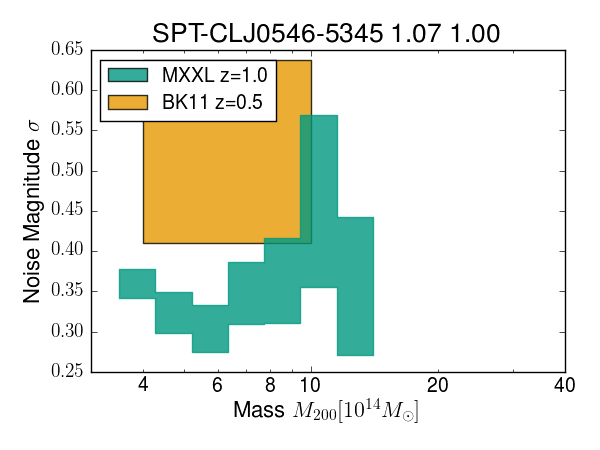 SPT-CLJ0546-5345 1.07 1.00
MXXL z=1.0
BK11 z=0.5
Noise Magnitude σ
0.65
0.60
0.55
0.50
0.45
0.40
0.35
0.30
0.25
4 6 8 10 20 40
Mass M₂₀₀[10¹⁴M⊙]